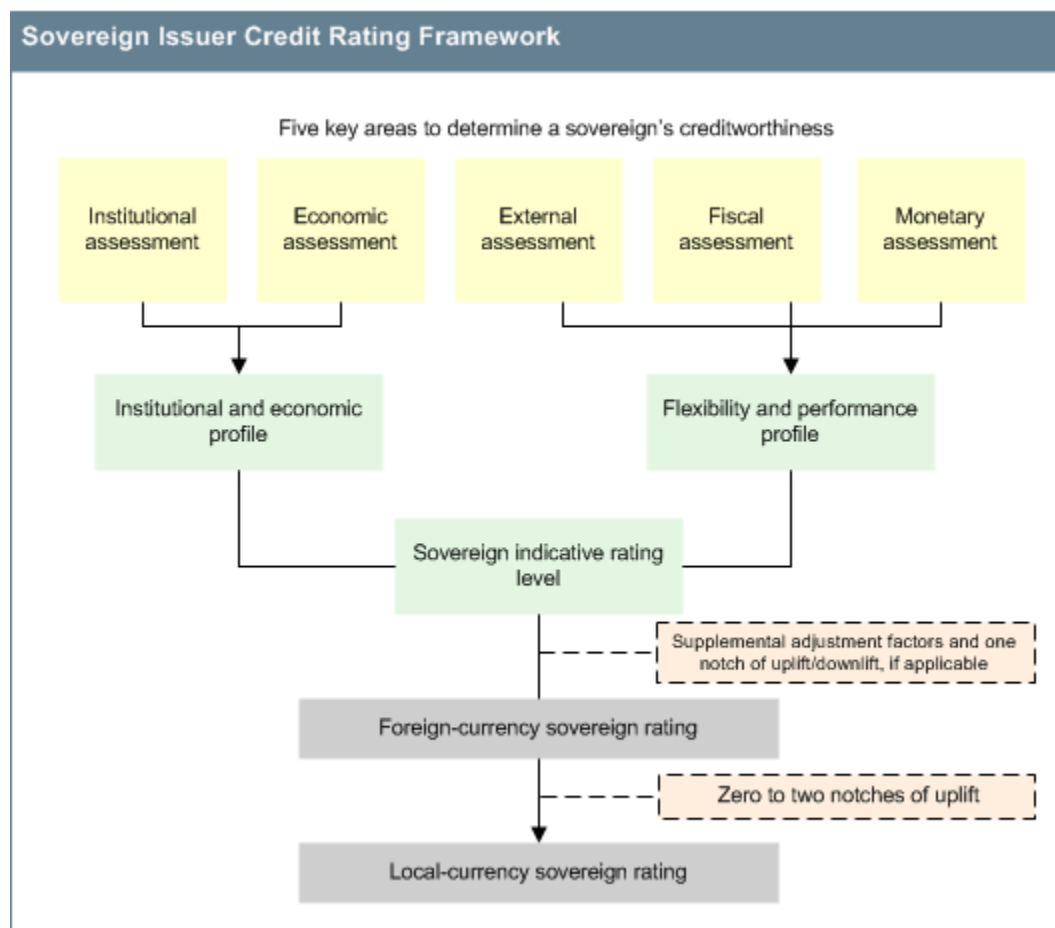 Sovereign Issuer Credit Rating Framework
Five key areas to determine a sovereign's creditworthiness
Institutional
assessment
Economic
assessment
External
assessment
Fiscal
assessment
Monetary
assessment
Institutional and economic
profile
Flexibility and performance
profile
Sovereign indicative rating
level
Supplemental adjustment factors and one
notch of uplift/downlift, if applicable
Foreign-currency sovereign rating
Zero to two notches of uplift
Local-currency sovereign rating